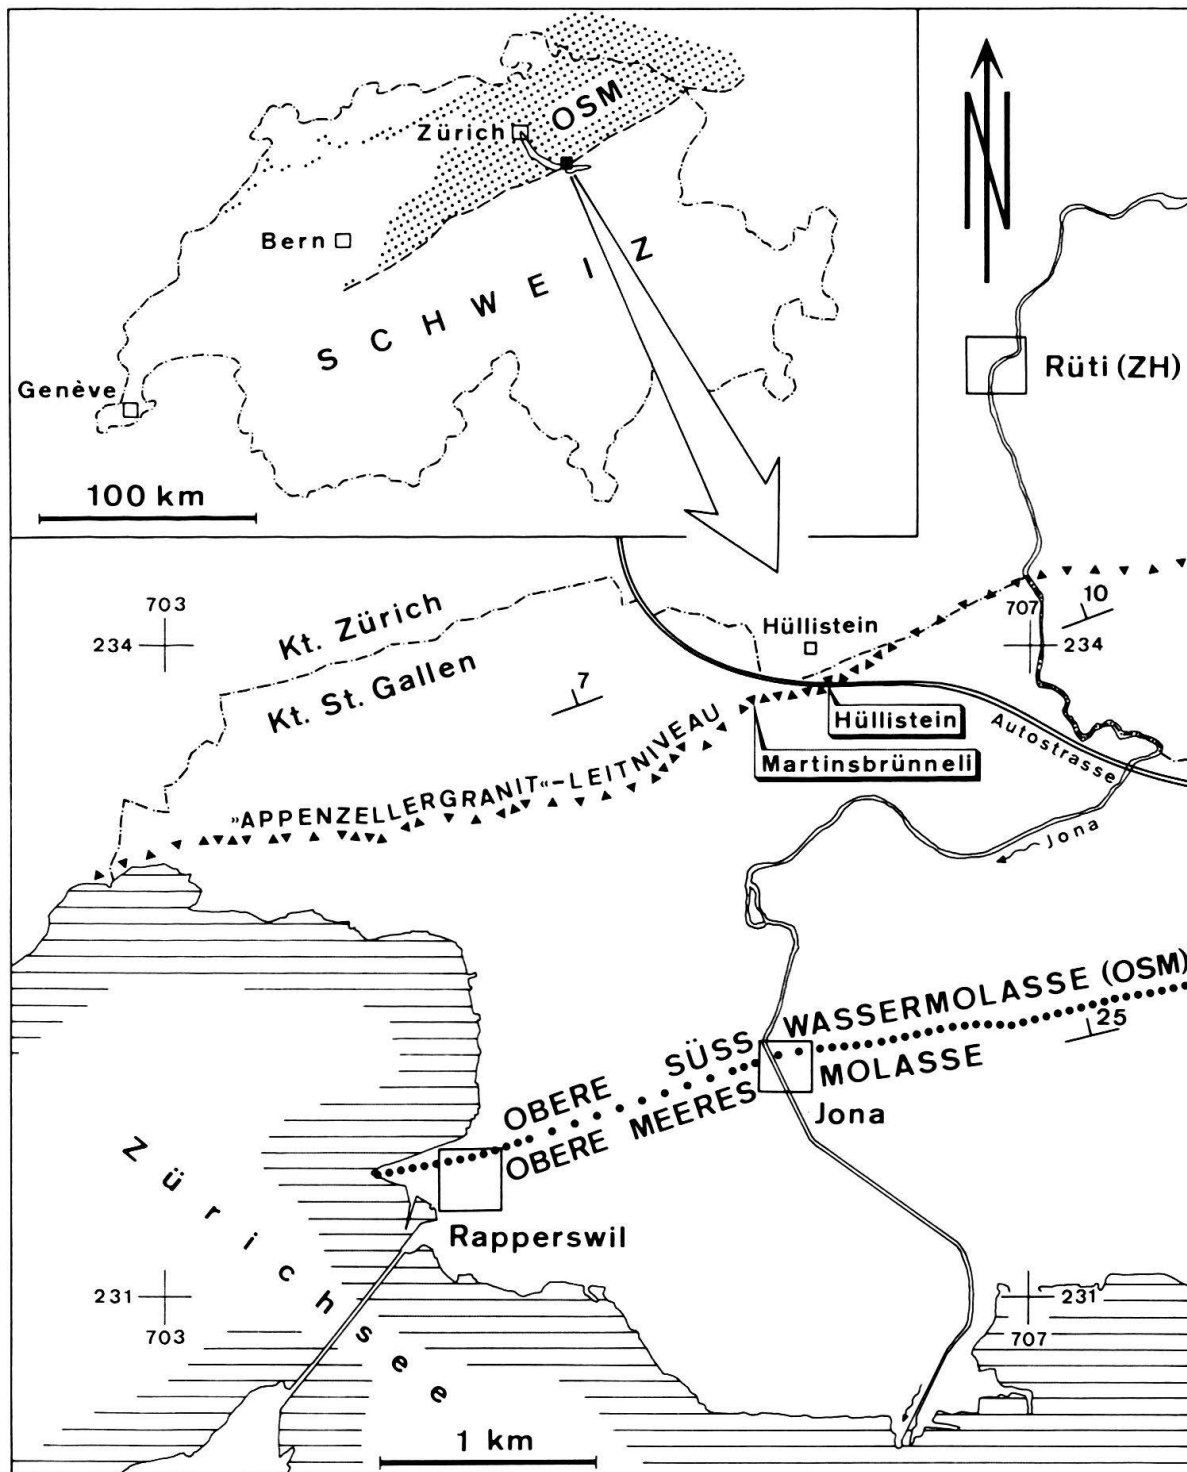 OSM
Zürich
Bern
SCHWEIZ
Genève
100 km
N
Rüti (ZH)
703
234
Kt. Zürich
Kt. St. Gallen
7
Hüllistein
707
234
10
Hüllistein
Martinsbrünneli
Autostrasse
»APPENZELLERGRANIT«-LEITNIVEAU
Jona
OBERE SÜSSWASSERMOLASSE (OSM)
25
OBERE MEERESMOLASSE
Jona
Rapperswil
Zürichsee
231
703
231
707
1 km